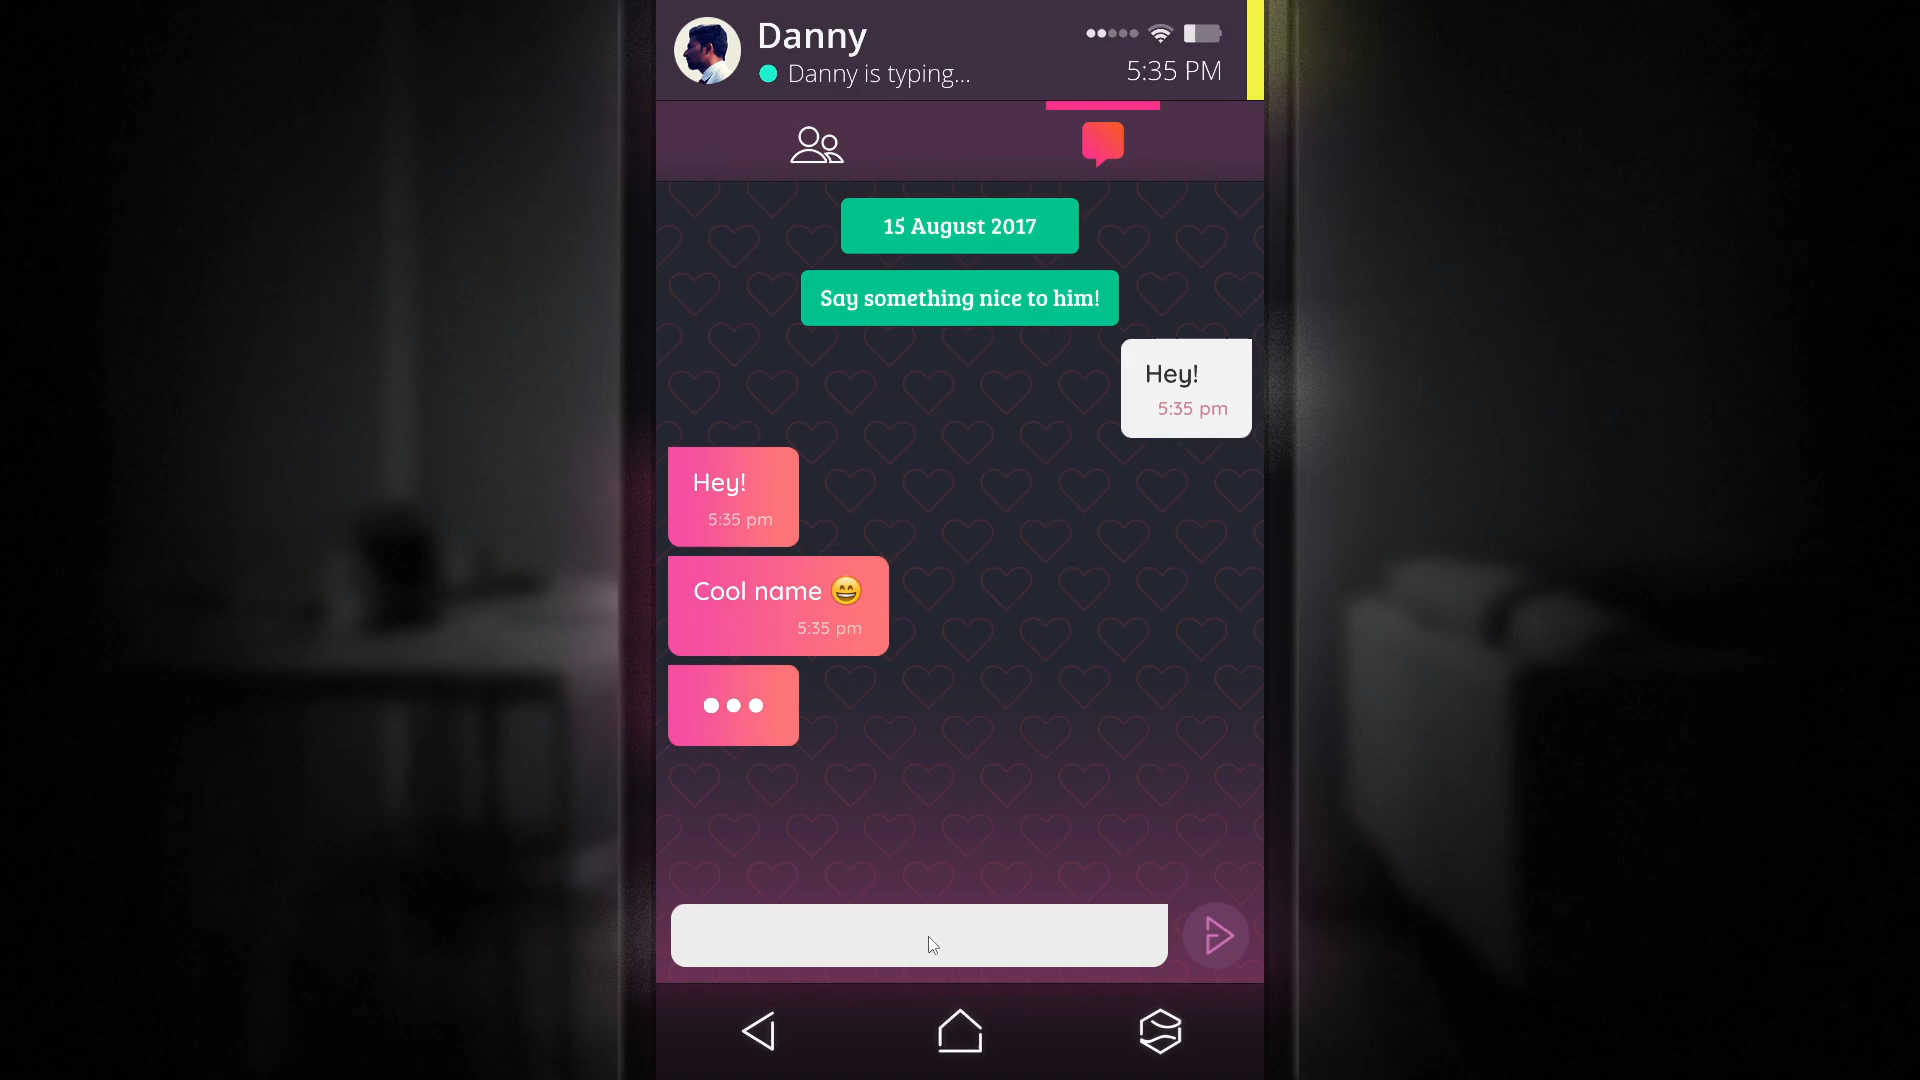 Danny
Danny is typing...
5:35 PM
15 August 2017
Say something nice to him!
Hey!
5:35 pm
Hey!
5:35 pm
Cool name 😄
5:35 pm